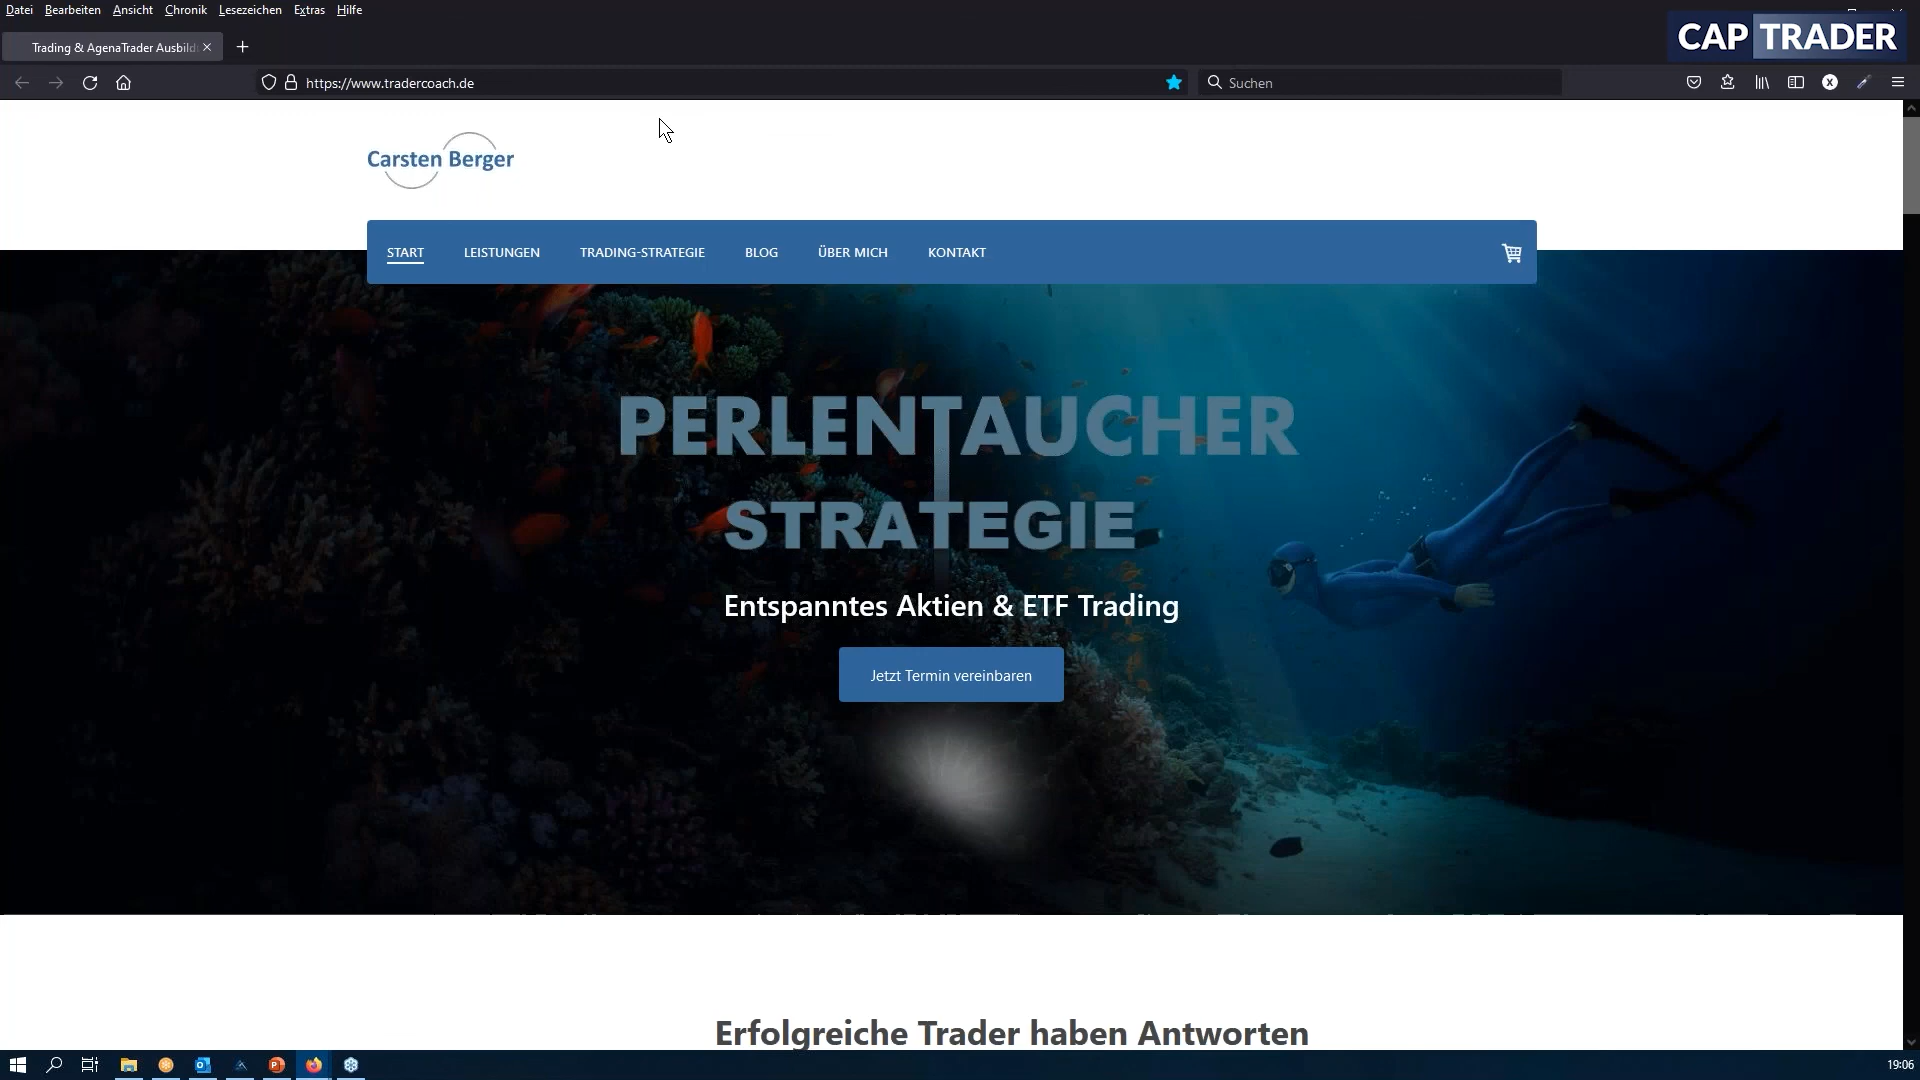 Datei Bearbeiten Ansicht Chronik Lesezeichen Extras Hilfe
CAP TRADER
Trading & AgenaTrader Ausbild
https://www.tradercoach.de
Suchen
Carsten Berger
START LEISTUNGEN TRADING-STRATEGIE BLOG ÜBER MICH KONTAKT
PERLENTAUCHER
STRATEGIE
Entspanntes Aktien & ETF Trading
Jetzt Termin vereinbaren
Erfolgreiche Trader haben Antworten
19:06